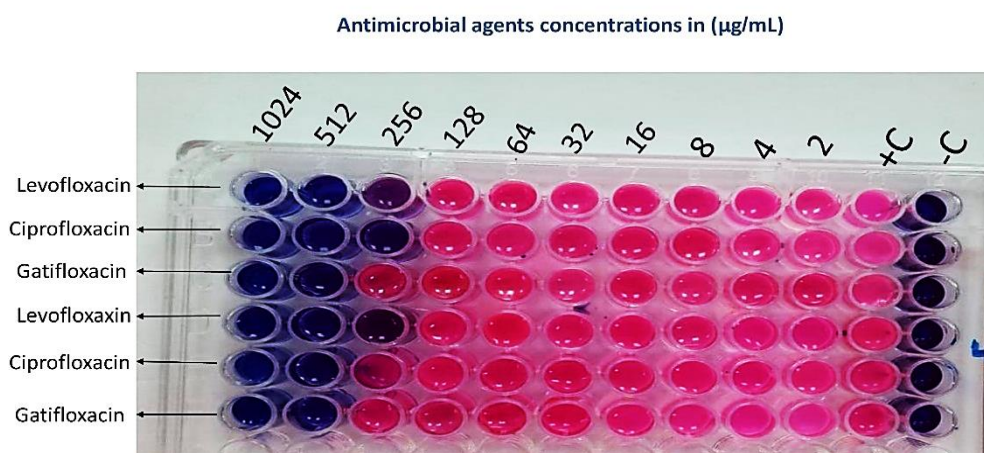 Antimicrobial agents concentrations in (µg/mL)
1024 512 256 128 64 32 16 8 4 2 +C -C
Levofloxacin
Ciprofloxacin
Gatifloxacin
Levofloxaxin
Ciprofloxacin
Gatifloxacin